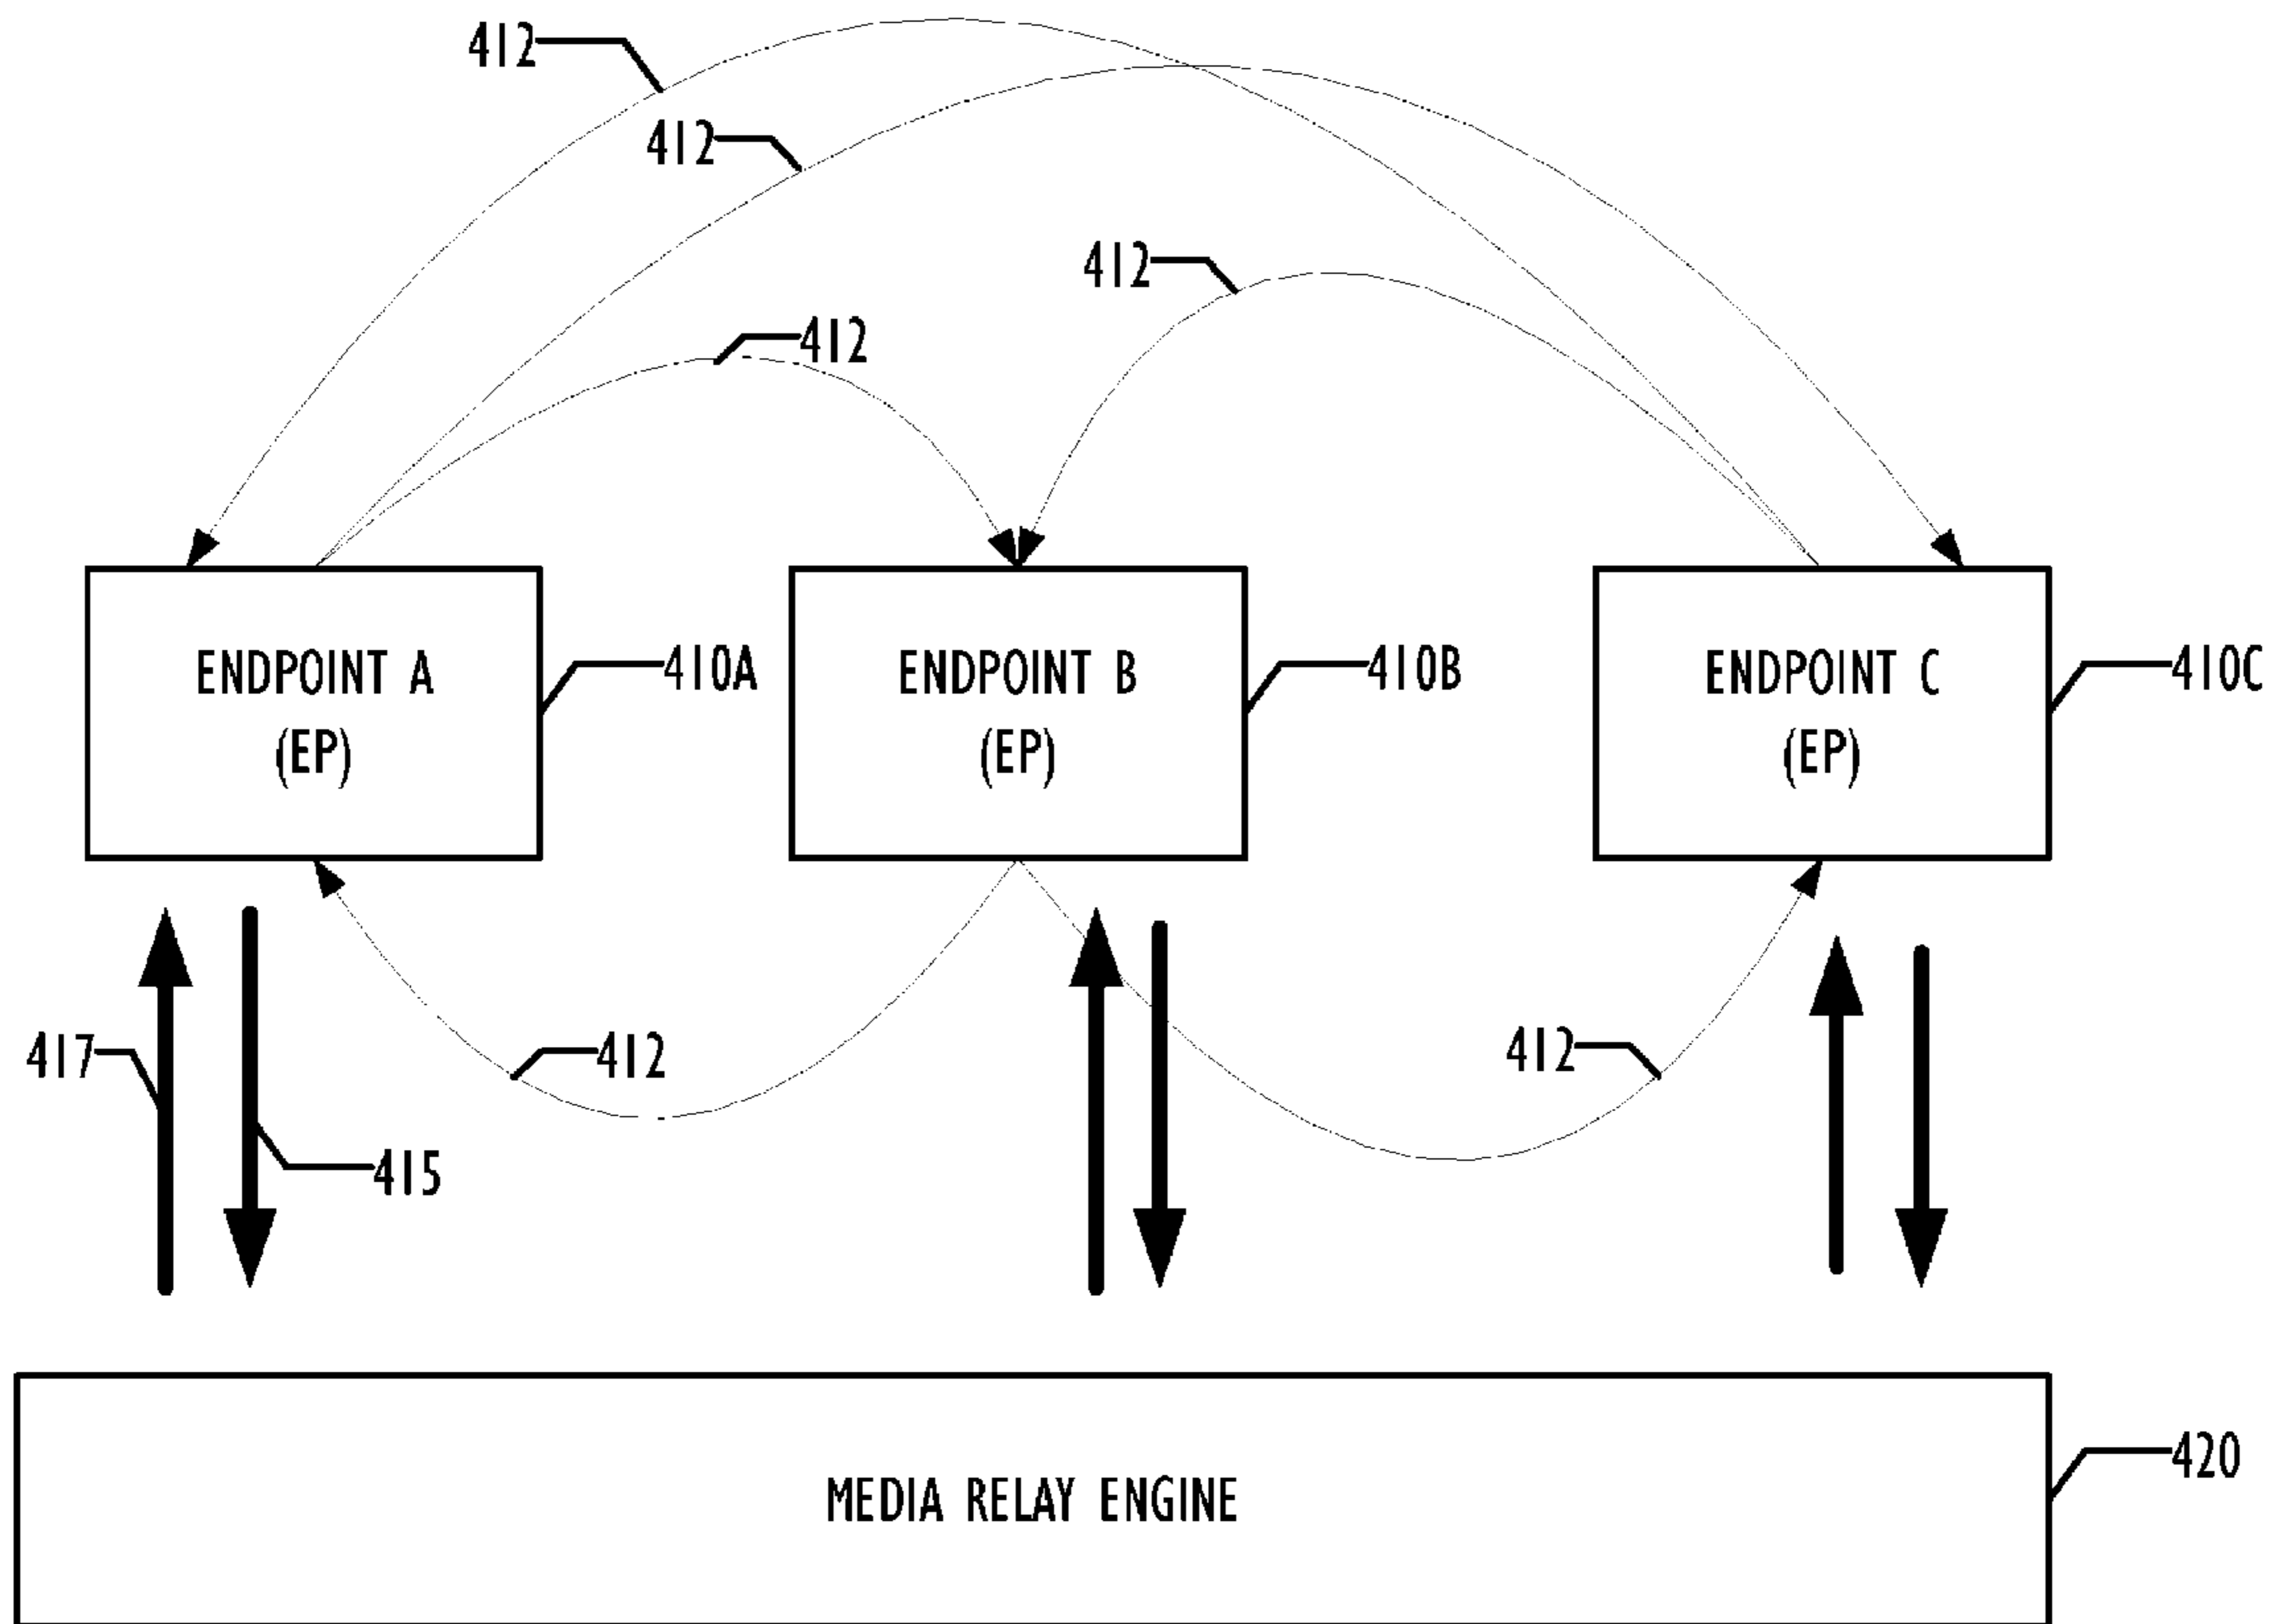 412
412
412
412
ENDPOINT A
(EP)
410A
ENDPOINT B
(EP)
410B
ENDPOINT C
(EP)
410C
417
412
412
415
420
MEDIA RELAY ENGINE